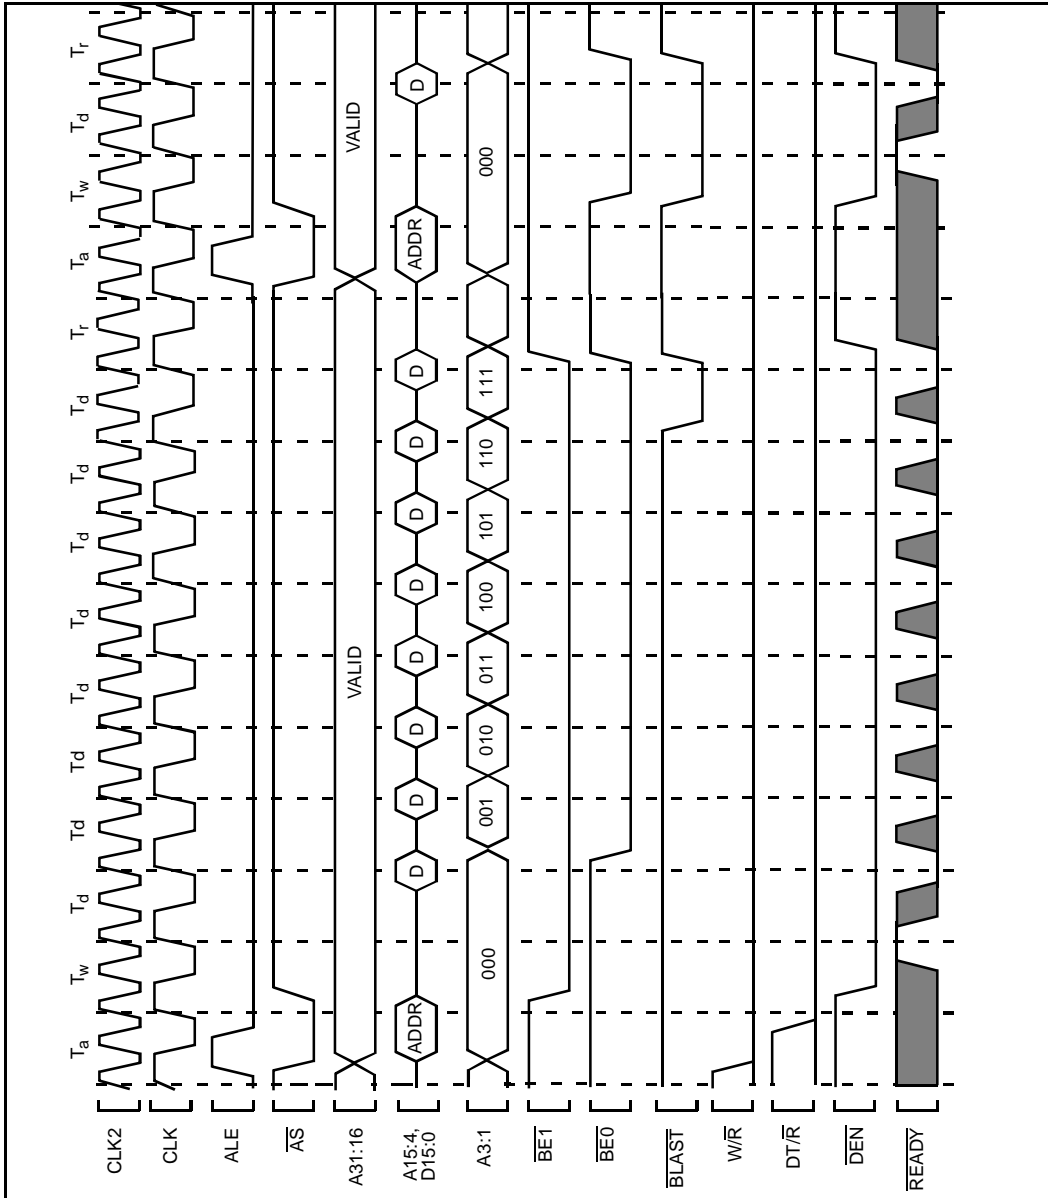 Ta Tw Td Td Td Td Td Td Td Td Tr Ta Tw Td Tr
CLK2
CLK
ALE
AS
A31:16 VALID VALID
A15:4,
D15:0 ADDR D D D D D D D D ADDR D
A3:1 000 001 010 011 100 101 110 111 000
BE1
BE0
BLAST
W/R
DT/R
DEN
READY